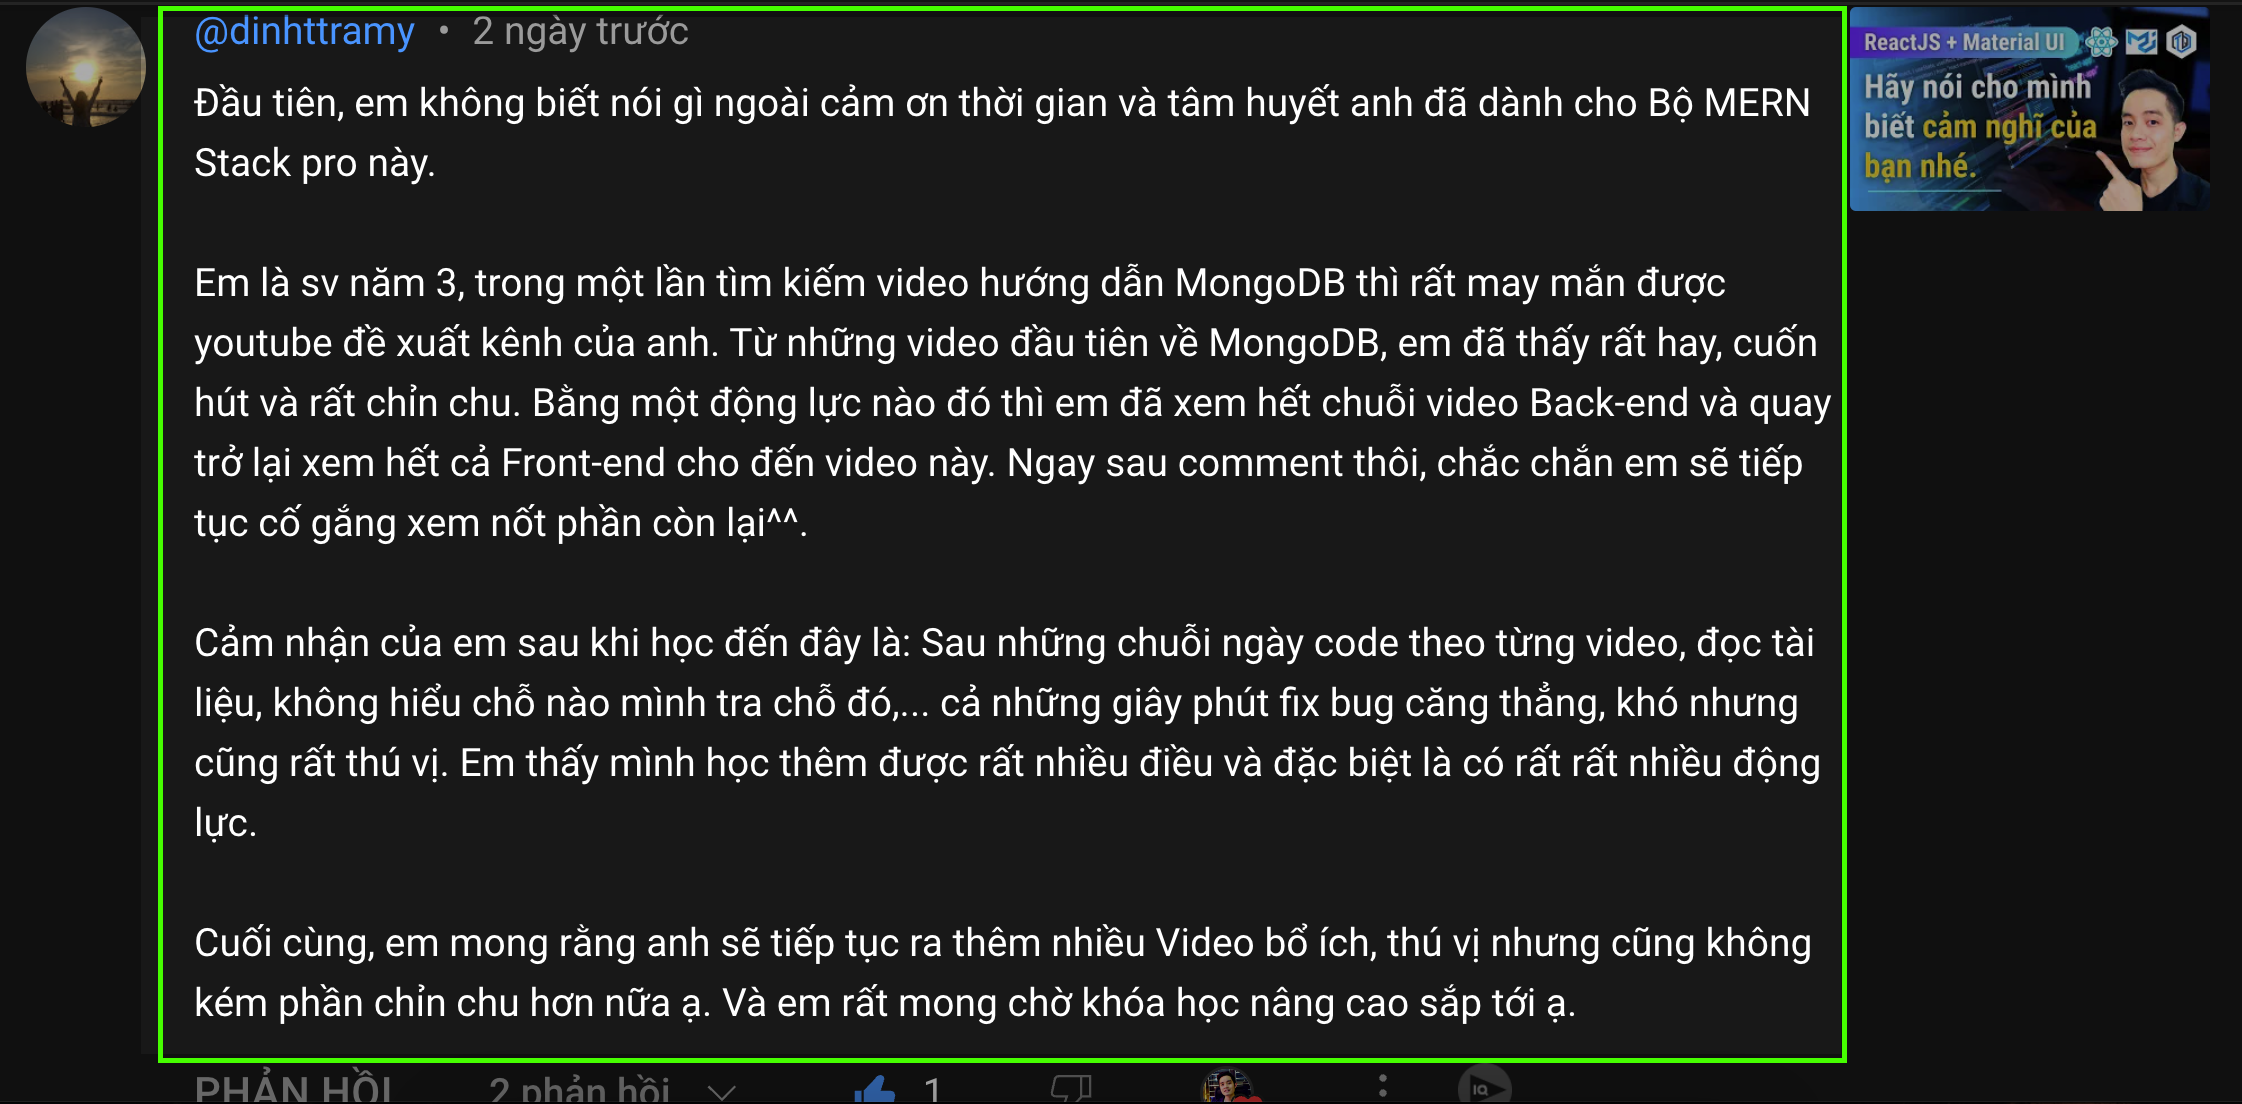 @dinhttramy • 2 ngày trước
Đầu tiên, em không biết nói gì ngoài cảm ơn thời gian và tâm huyết anh đã dành cho Bộ MERN
Stack pro này.
Em là sv năm 3, trong một lần tìm kiếm video hướng dẫn MongoDB thì rất may mắn được
youtube đề xuất kênh của anh. Từ những video đầu tiên về MongoDB, em đã thấy rất hay, cuốn
hút và rất chỉn chu. Bằng một động lực nào đó thì em đã xem hết chuỗi video Back-end và quay
trở lại xem hết cả Front-end cho đến video này. Ngay sau comment thôi, chắc chắn em sẽ tiếp
tục cố gắng xem nốt phần còn lại^^.
Cảm nhận của em sau khi học đến đây là: Sau những chuỗi ngày code theo từng video, đọc tài
liệu, không hiểu chỗ nào mình tra chỗ đó,... cả những giây phút fix bug căng thẳng, khó nhưng
cũng rất thú vị. Em thấy mình học thêm được rất nhiều điều và đặc biệt là có rất rất nhiều động
lực.
Cuối cùng, em mong rằng anh sẽ tiếp tục ra thêm nhiều Video bổ ích, thú vị nhưng cũng không
kém phần chỉn chu hơn nữa ạ. Và em rất mong chờ khóa học nâng cao sắp tới ạ.
PHẢN HỒI 2 phản hồi 1 IQ
ReactJS + Material UI
Hãy nói cho mình
biết cảm nghĩ của
bạn nhé.